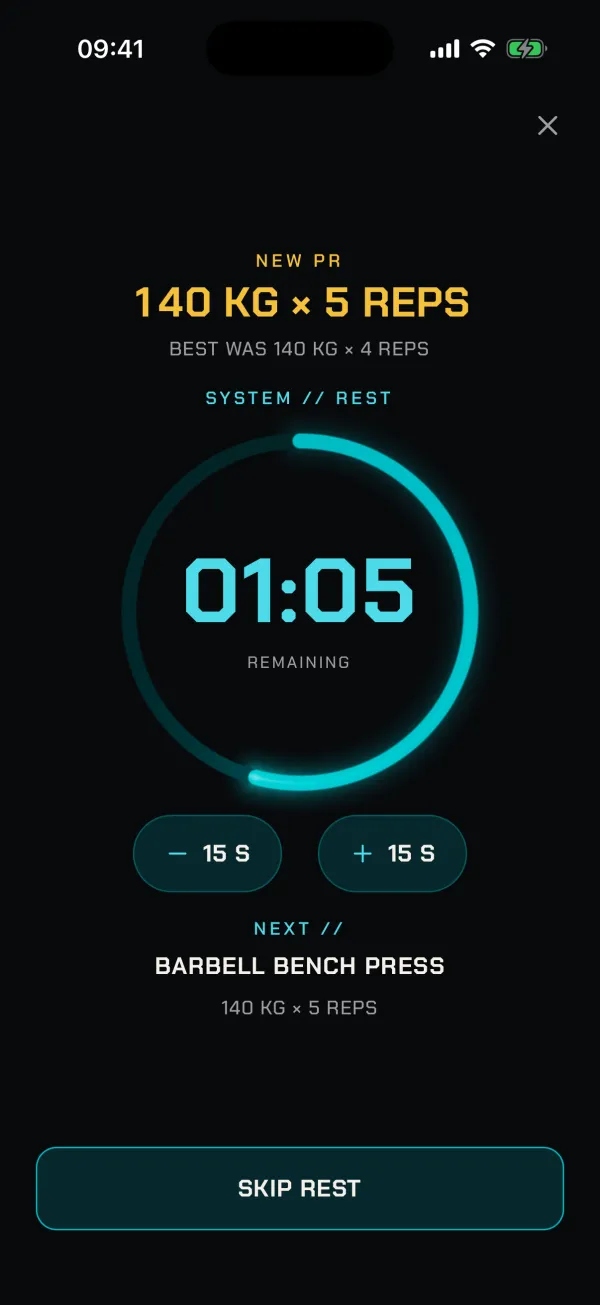 09:41
NEW PR
140 KG × 5 REPS
BEST WAS 140 KG × 4 REPS
SYSTEM // REST
01:05
REMAINING
− 15 S
+ 15 S
NEXT //
BARBELL BENCH PRESS
140 KG × 5 REPS
SKIP REST